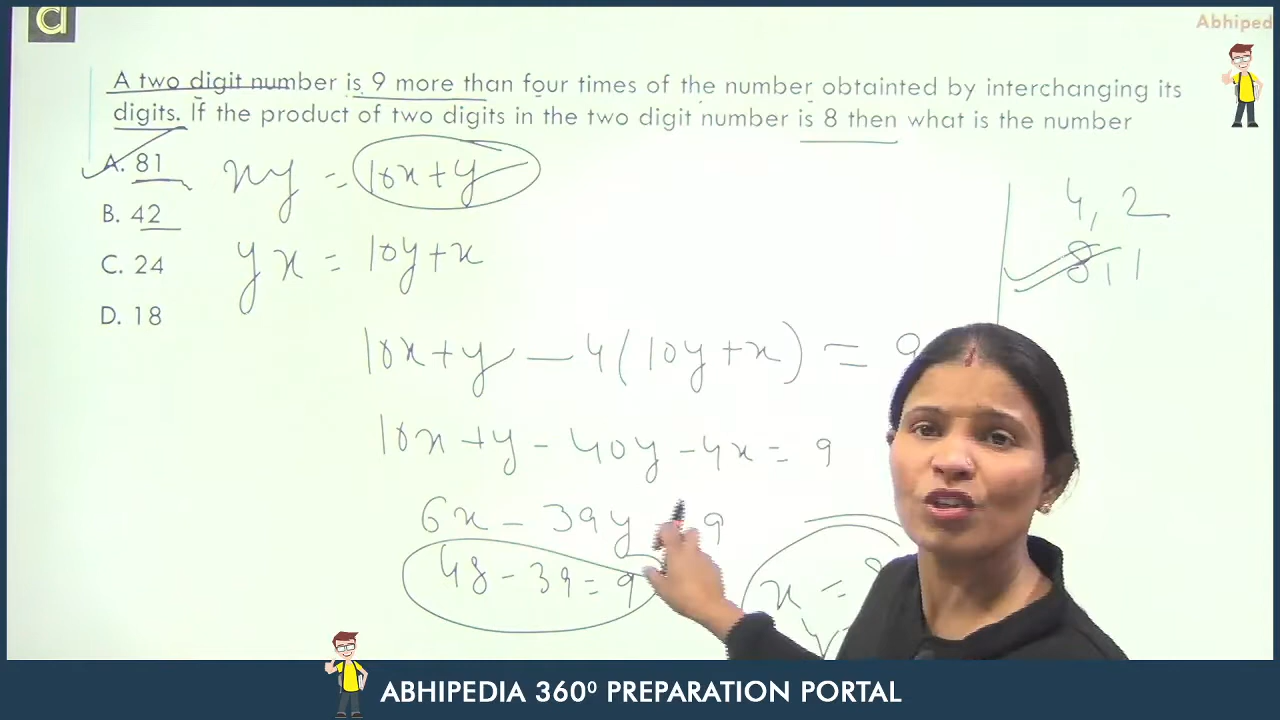 a
Abhiped
A two digit number is 9 more than four times of the number obtainted by interchanging its
digits. If the product of two digits in the two digit number is 8 then what is the number
A. 81
B. 42
C. 24
D. 18
xy = 10x+y
yx = 10y+x
4, 2
8, 1
10x+y - 4(10y+x) = 9
10x+y - 40y - 4x = 9
6x - 39y 9
48 - 39 = 9
x =
ABHIPEDIA 360⁰ PREPARATION PORTAL